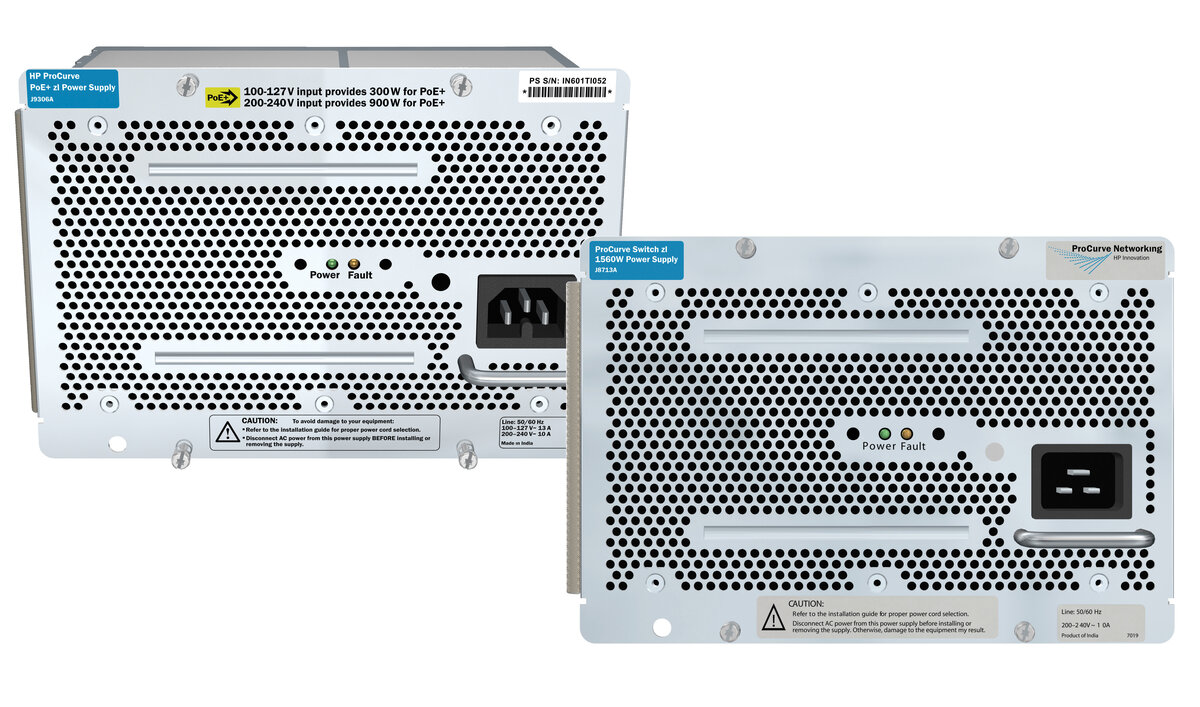 HP ProCurve
PoE+ zl Power Supply
J9306A
PoE+
100-127V input provides 300W for PoE+
200-240V input provides 900W for PoE+
PS S/N: IN601TI052
* *
Power Fault
CAUTION: To avoid damage to your equipment:
• Refer to the installation guide for proper power cord selection.
• Disconnect AC power from this power supply BEFORE installing or
removing the supply.
Line: 50/60 Hz
100-127 V~ 13 A
200-240 V~ 10 A
Made in India
ProCurve Switch zl
1560W Power Supply
J8713A
ProCurve Networking
HP Innovation
Power Fault
CAUTION:
Refer to the installation guide for proper power cord selection.
Disconnect AC power from this power supply before installing or
removing the supply. Otherwise, damage to the equipment my result.
Line: 50/60 Hz
200-2 40V~ 1 0A
Product of India 7019